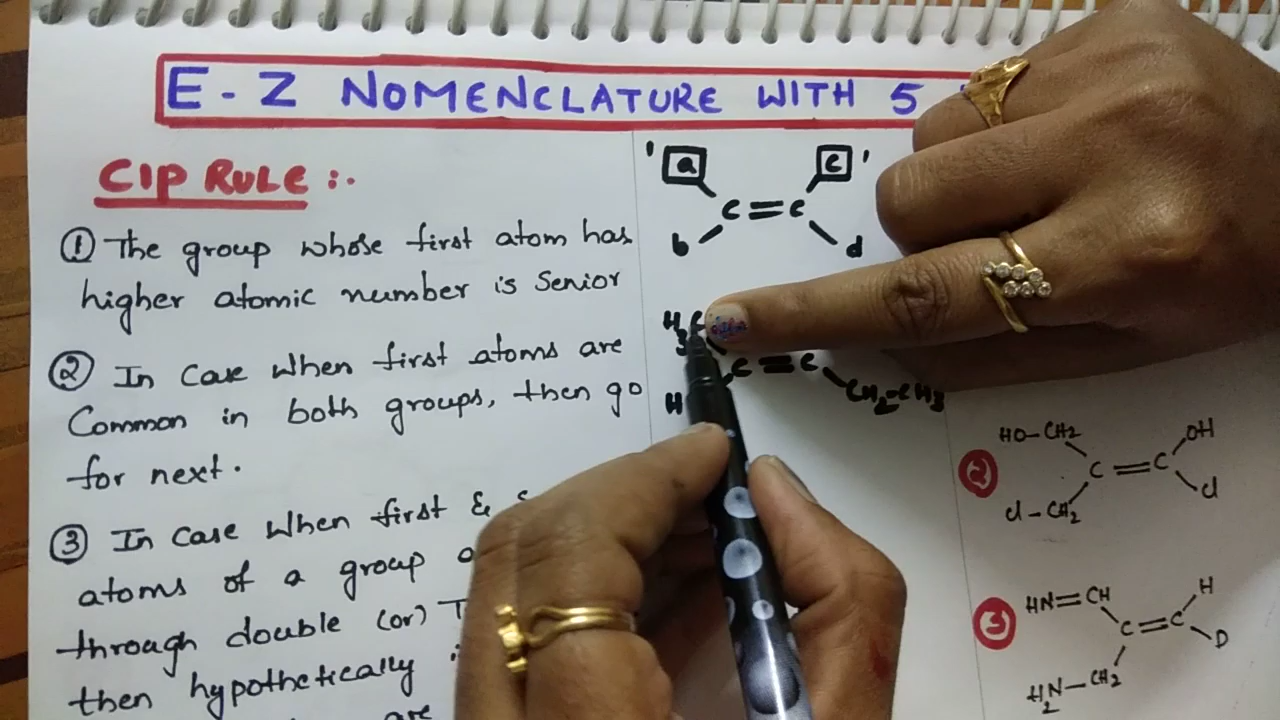 E - Z NOMENCLATURE WITH 5
CIP RULE :-
① The group whose first atom has
higher atomic number is Senior
② In Case when first atoms are
Common in both groups, then go
for next.
③ In Case when first &
atoms of a group
through double (or)
then hypothetically
are
' a c '
C = C
b d
H3C
C = C
H CH2-CH3
2
HO-CH2 OH
C = C
Cl-CH2 Cl
3
HN=CH H
C = C
H2N-CH2 D